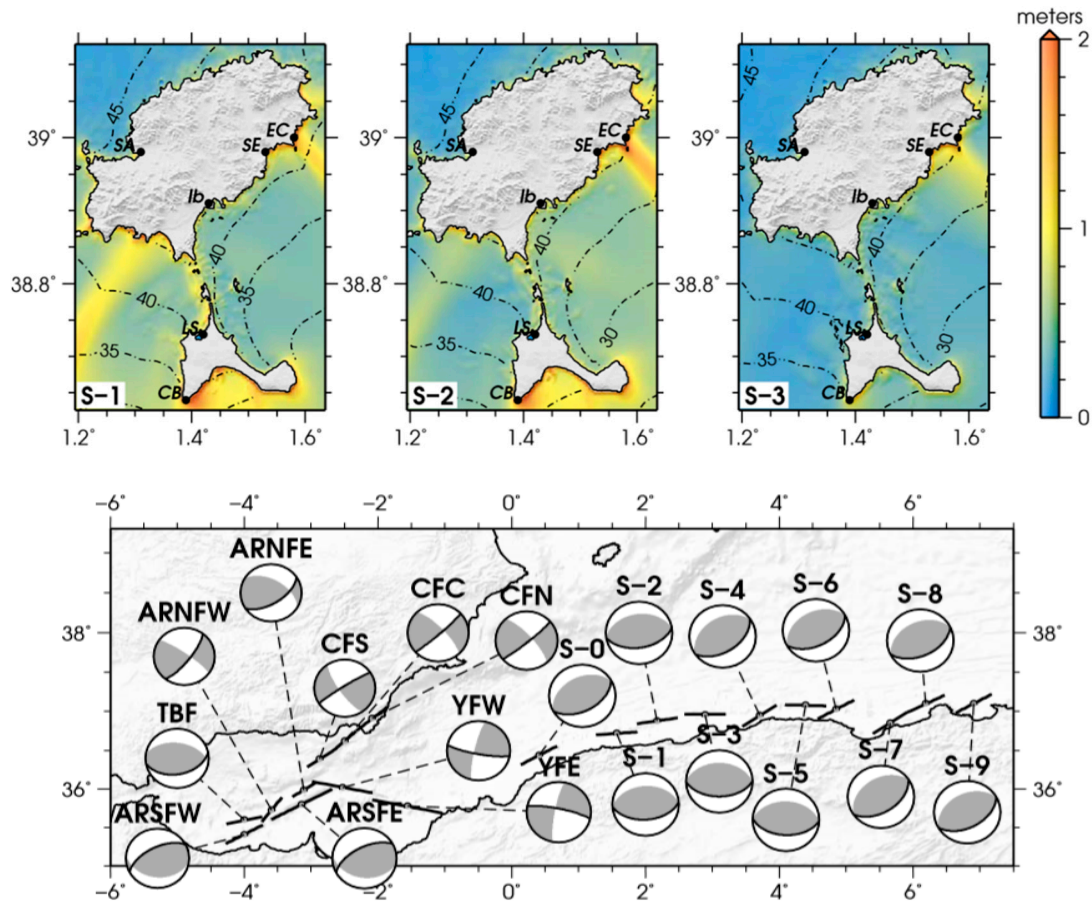 meters
2
1
0
39°
38.8°
45
SA
EC
SE
Ib
40
35
40
LS
35
CB
S-1
1.2° 1.4° 1.6°
39°
38.8°
45
SA
EC
SE
Ib
40
40
30
LS
35
CB
S-2
1.2° 1.4° 1.6°
39°
38.8°
45
SA
EC
SE
Ib
40
40
30
LS
35
CB
S-3
1.2° 1.4° 1.6°
-6° -4° -2° 0° 2° 4° 6°
ARNFE
ARNFW
CFC
CFN
S-2
S-4
S-6
S-8
38°
38°
CFS
S-0
TBF
YFW
S-3
YFE
S-1
S-5
S-7
S-9
36°
36°
ARSFW
ARSFE
-6° -4° -2° 0° 2° 4° 6°